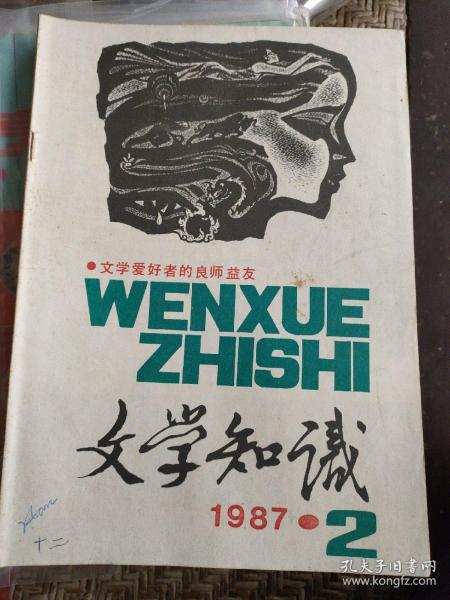 ●文学爱好者的良师益友
WENXUE
ZHISHI
文学知識
1987●2
十二
孔夫子旧书网
www.kongfz.com